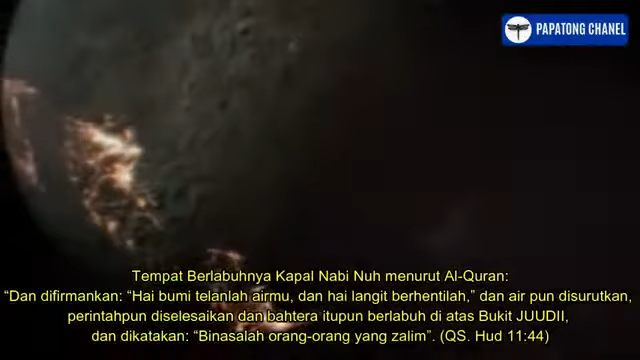 PAPATONG CHANEL
Tempat Berlabuhnya Kapal Nabi Nuh menurut Al-Quran:
“Dan difirmankan: “Hai bumi telanlah airmu, dan hai langit berhentilah,” dan air pun disurutkan,
perintahpun diselesaikan dan bahtera itupun berlabuh di atas Bukit JUUDII,
dan dikatakan: “Binasalah orang-orang yang zalim”. (QS. Hud 11:44)